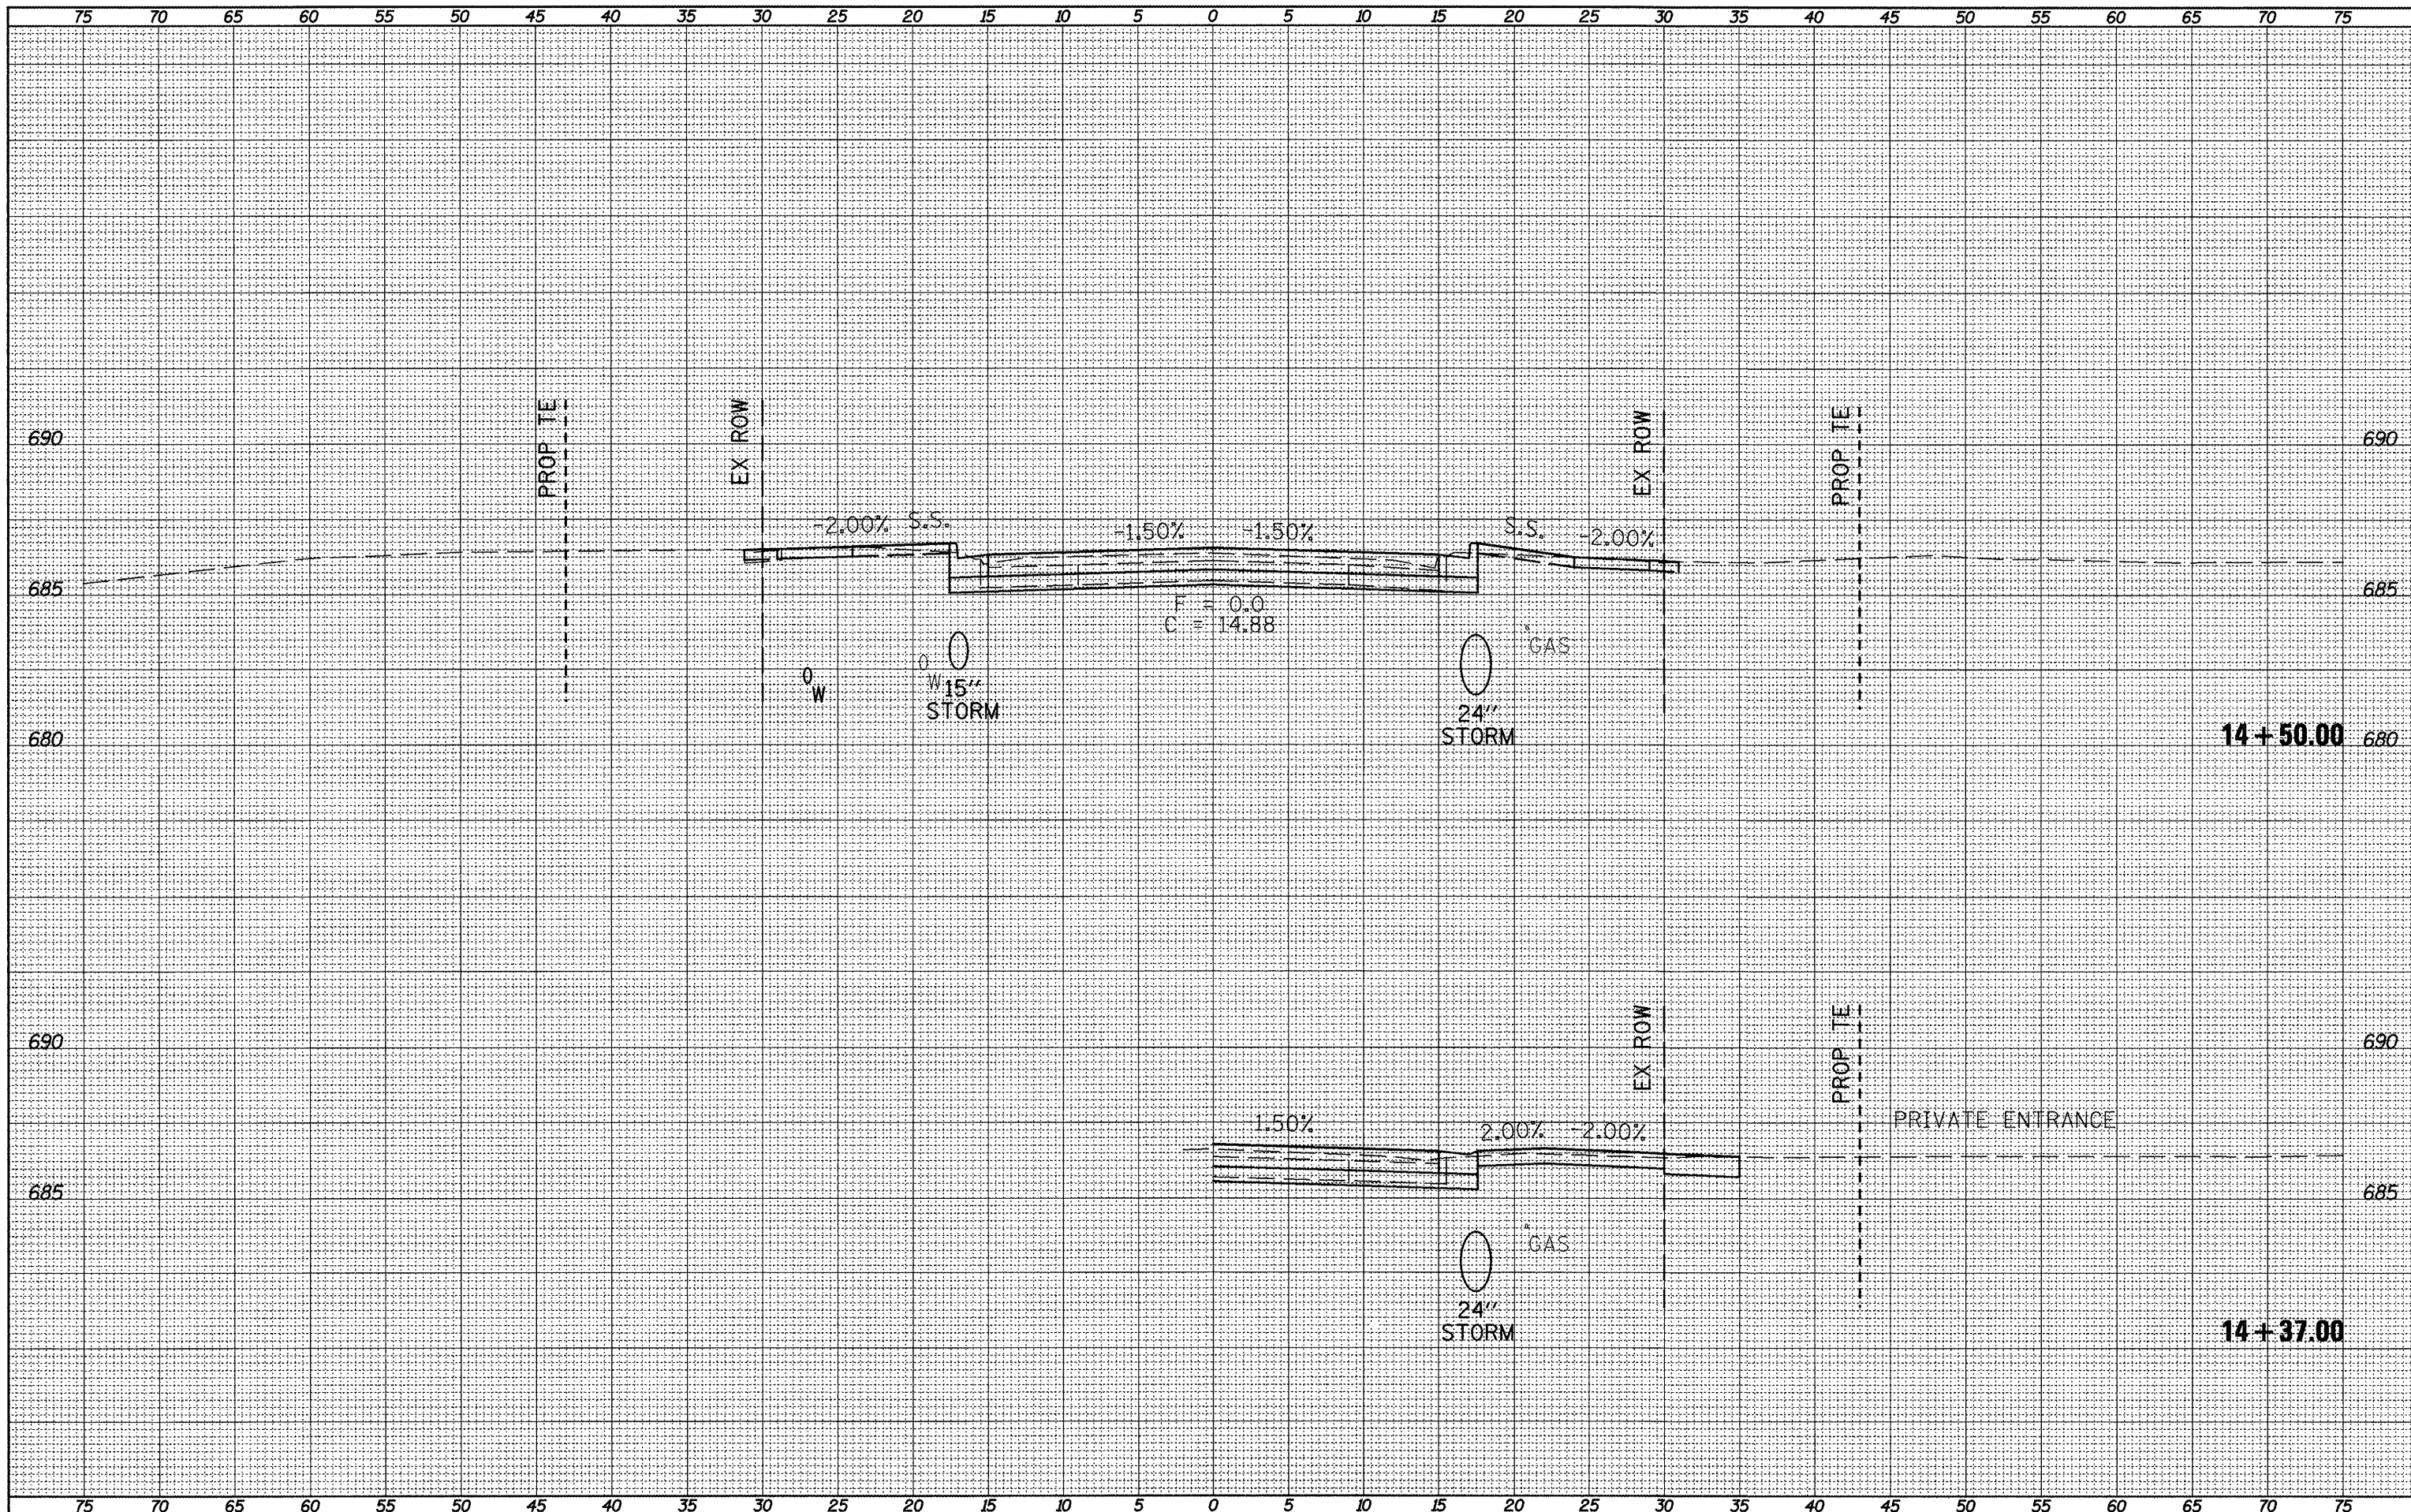 75 70 65 60 55 50 45 40 35 30 25 20 15 10 5 0 5 10 15 20 25 30 35 40 45 50 55 60 65 70 75
PROP TE
EX ROW
EX ROW
PROP TE
690 690
-2.00% S.S. -1.50% -1.50% S.S. -2.00%
685 685
F = 0.0
C = 14.88
GAS
W
W 15"
STORM
24"
STORM
14+50.00
680 680
EX ROW
PROP TE
690 690
1.50% 2.00% -2.00%
PRIVATE ENTRANCE
685 685
GAS
24"
STORM
14+37.00
75 70 65 60 55 50 45 40 35 30 25 20 15 10 5 0 5 10 15 20 25 30 35 40 45 50 55 60 65 70 75